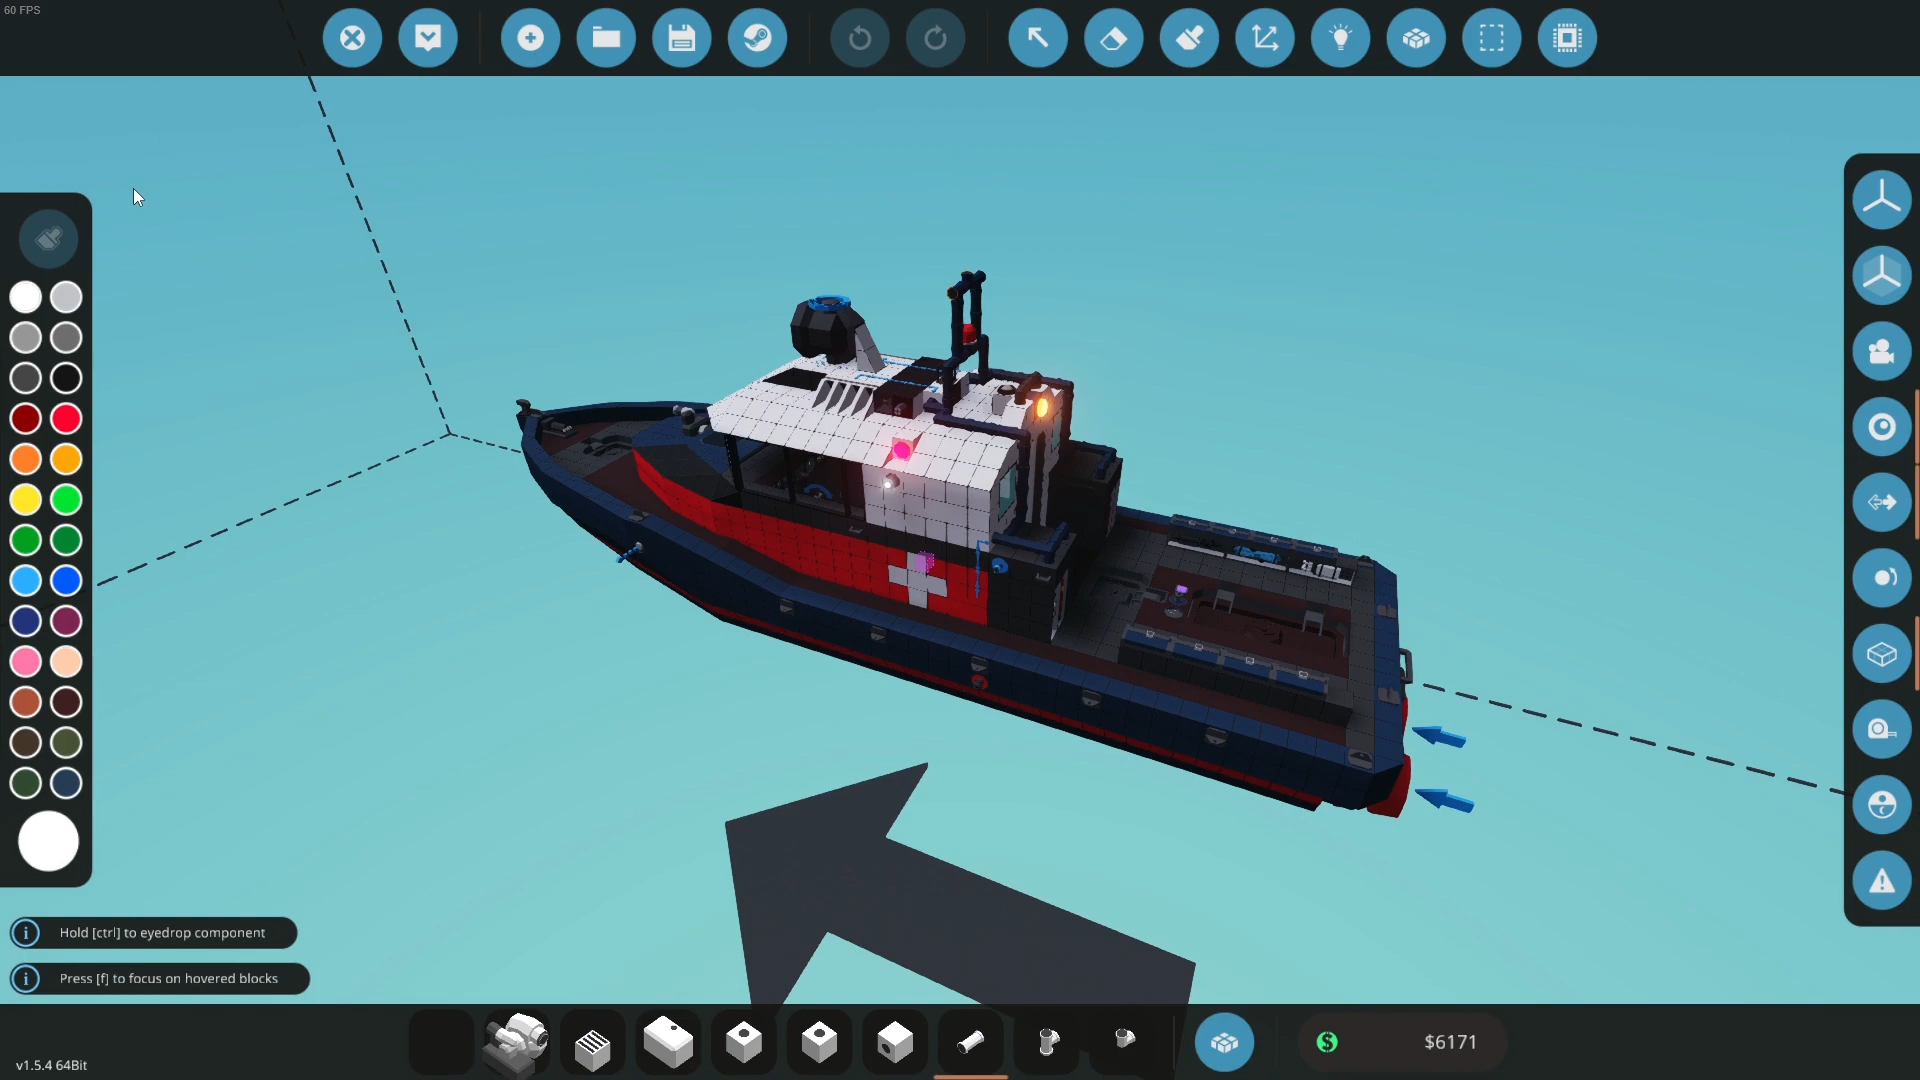 60 FPS
Hold [ctrl] to eyedrop component
Press [f] to focus on hovered blocks
v1.5.4 64Bit
$6171